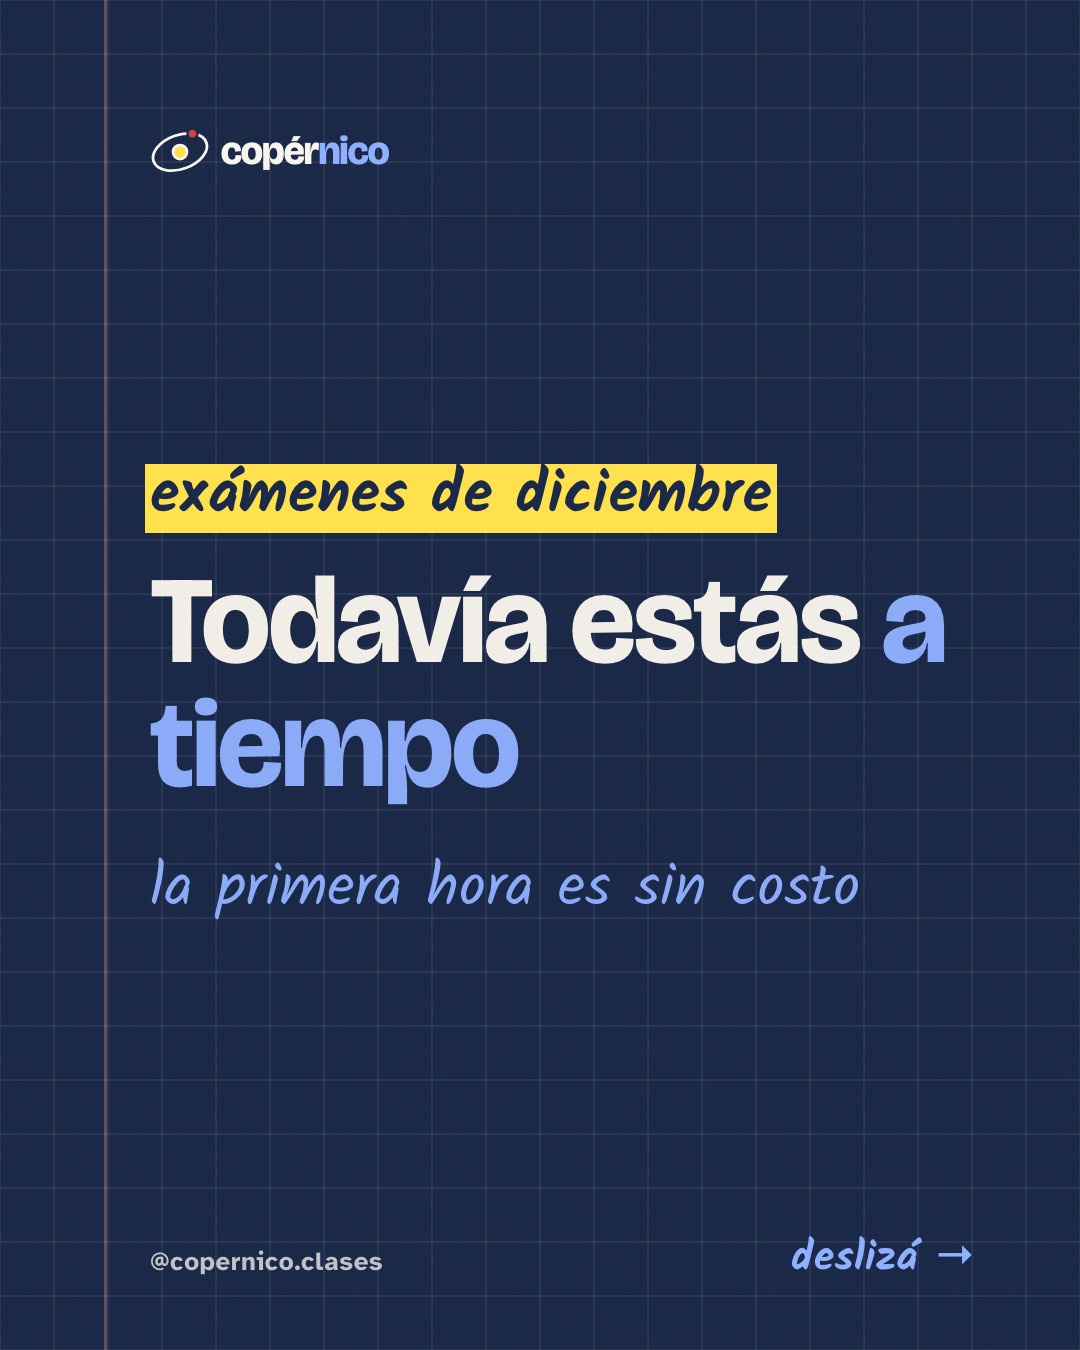 copérnico
exámenes de diciembre
Todavía estás a
tiempo
la primera hora es sin costo
@copernico.clases
deslizá →